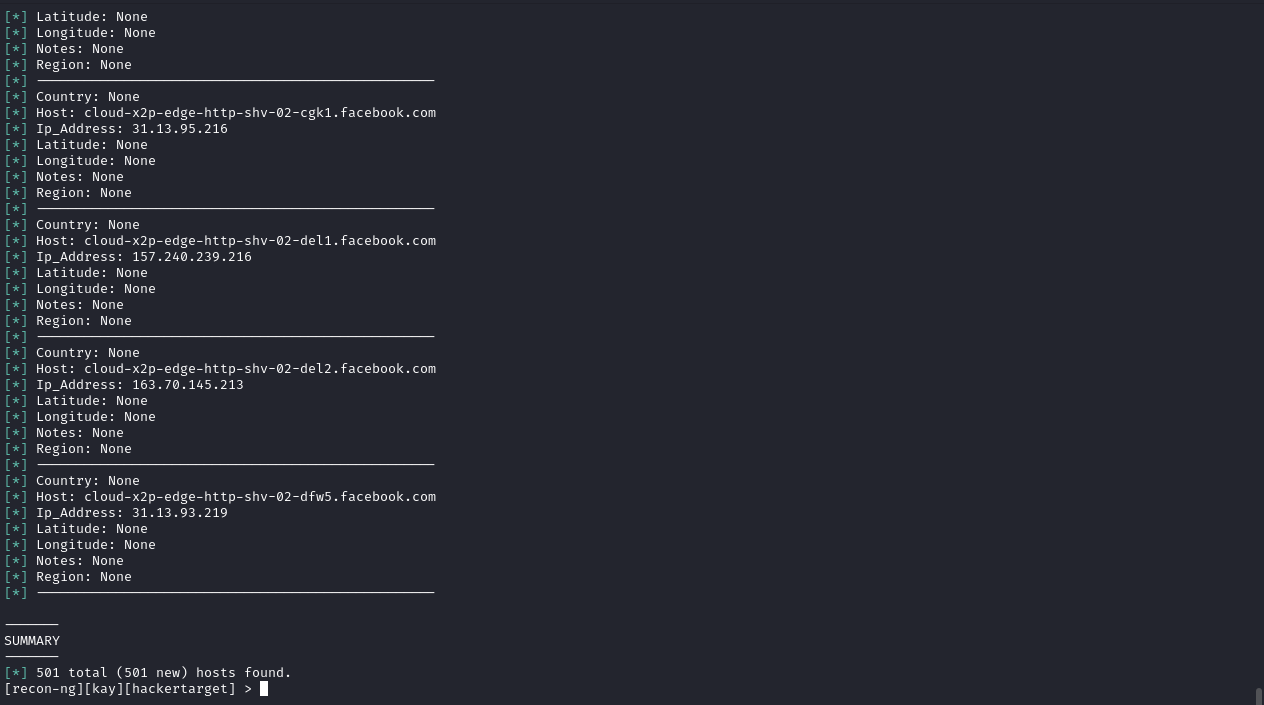 [*] Latitude: None
[*] Longitude: None
[*] Notes: None
[*] Region: None
[*] --------------------------------------------------
[*] Country: None
[*] Host: cloud-x2p-edge-http-shv-02-cgk1.facebook.com
[*] Ip_Address: 31.13.95.216
[*] Latitude: None
[*] Longitude: None
[*] Notes: None
[*] Region: None
[*] --------------------------------------------------
[*] Country: None
[*] Host: cloud-x2p-edge-http-shv-02-del1.facebook.com
[*] Ip_Address: 157.240.239.216
[*] Latitude: None
[*] Longitude: None
[*] Notes: None
[*] Region: None
[*] --------------------------------------------------
[*] Country: None
[*] Host: cloud-x2p-edge-http-shv-02-del2.facebook.com
[*] Ip_Address: 163.70.145.213
[*] Latitude: None
[*] Longitude: None
[*] Notes: None
[*] Region: None
[*] --------------------------------------------------
[*] Country: None
[*] Host: cloud-x2p-edge-http-shv-02-dfw5.facebook.com
[*] Ip_Address: 31.13.93.219
[*] Latitude: None
[*] Longitude: None
[*] Notes: None
[*] Region: None
[*] --------------------------------------------------
-------
SUMMARY
-------
[*] 501 total (501 new) hosts found.
[recon-ng][kay][hackertarget] >